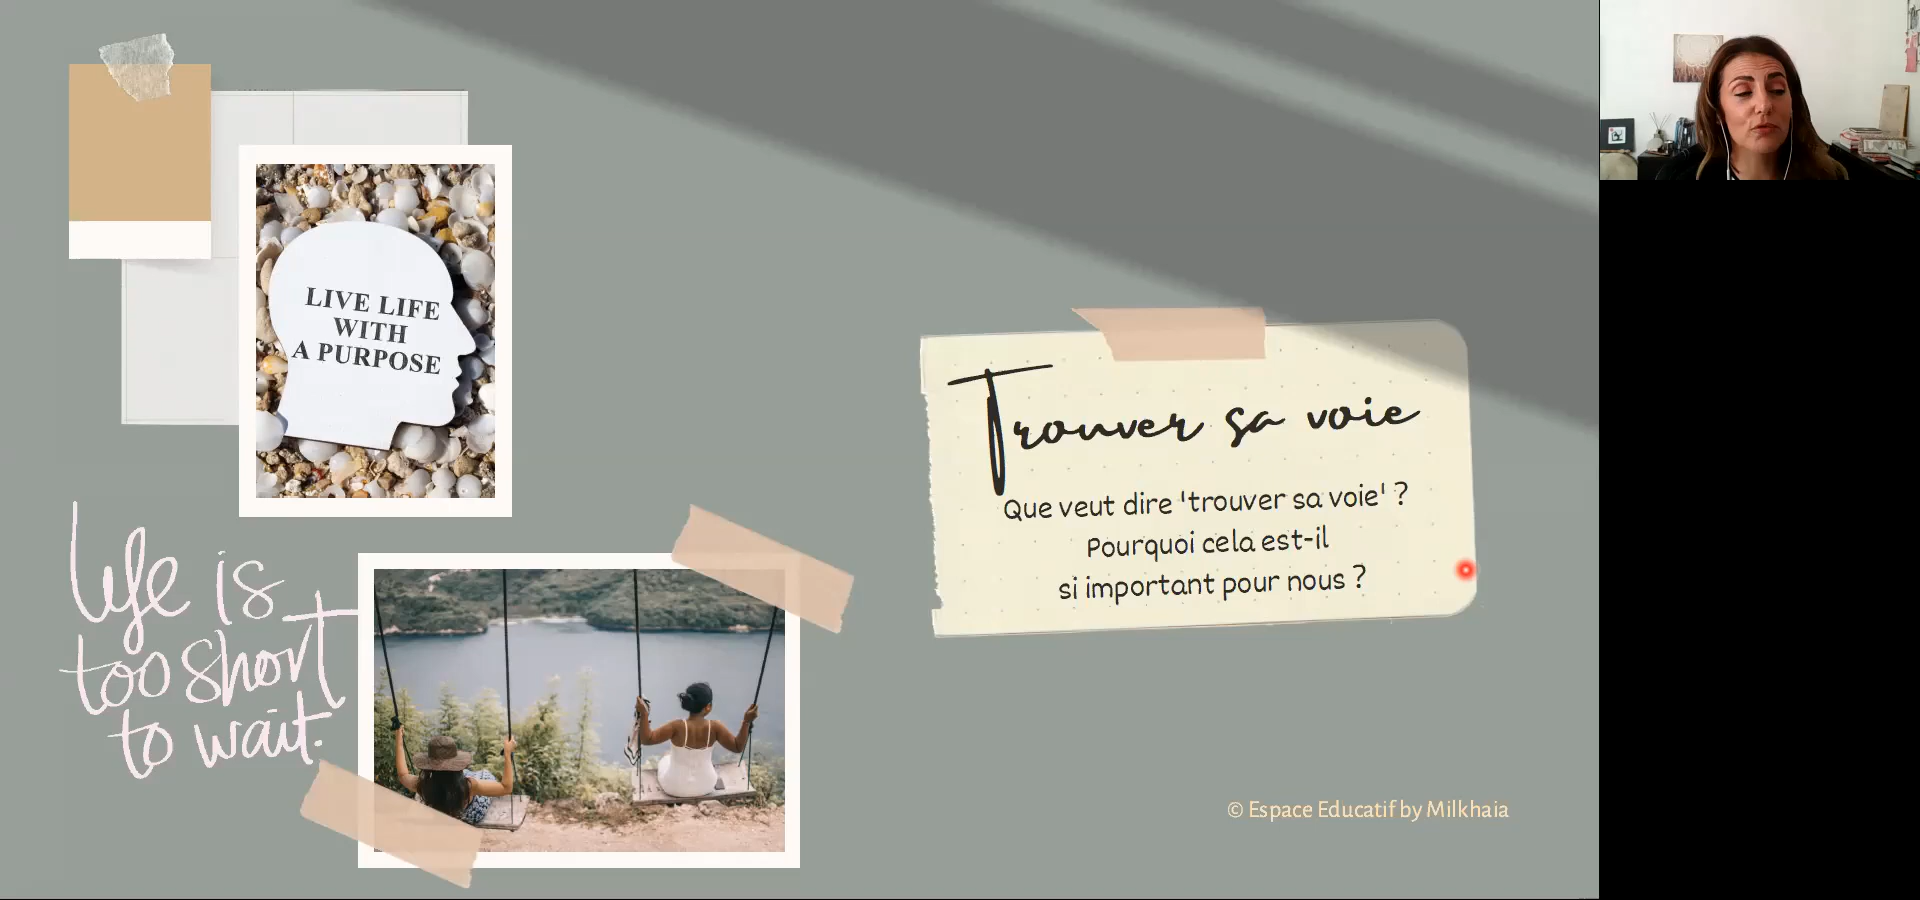 LIVE LIFE
WITH
A PURPOSE
Life is
too short
to wait.
Trouver sa voie
Que veut dire 'trouver sa voie' ?
Pourquoi cela est-il
si important pour nous ?
© Espace Educatif by Milkhaia